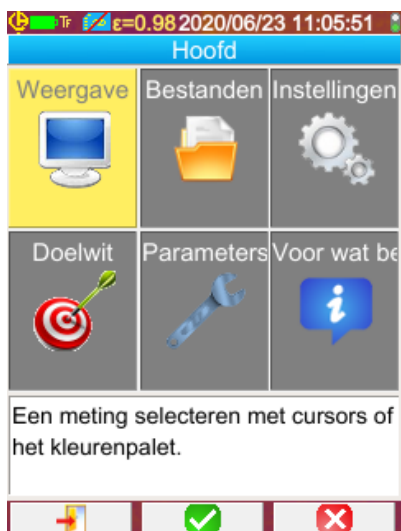 TF ε=0.98 2020/06/23 11:05:51
Hoofd
Weergave Bestanden Instellingen
Doelwit Parameters Voor wat be
Een meting selecteren met cursors of
het kleurenpalet.